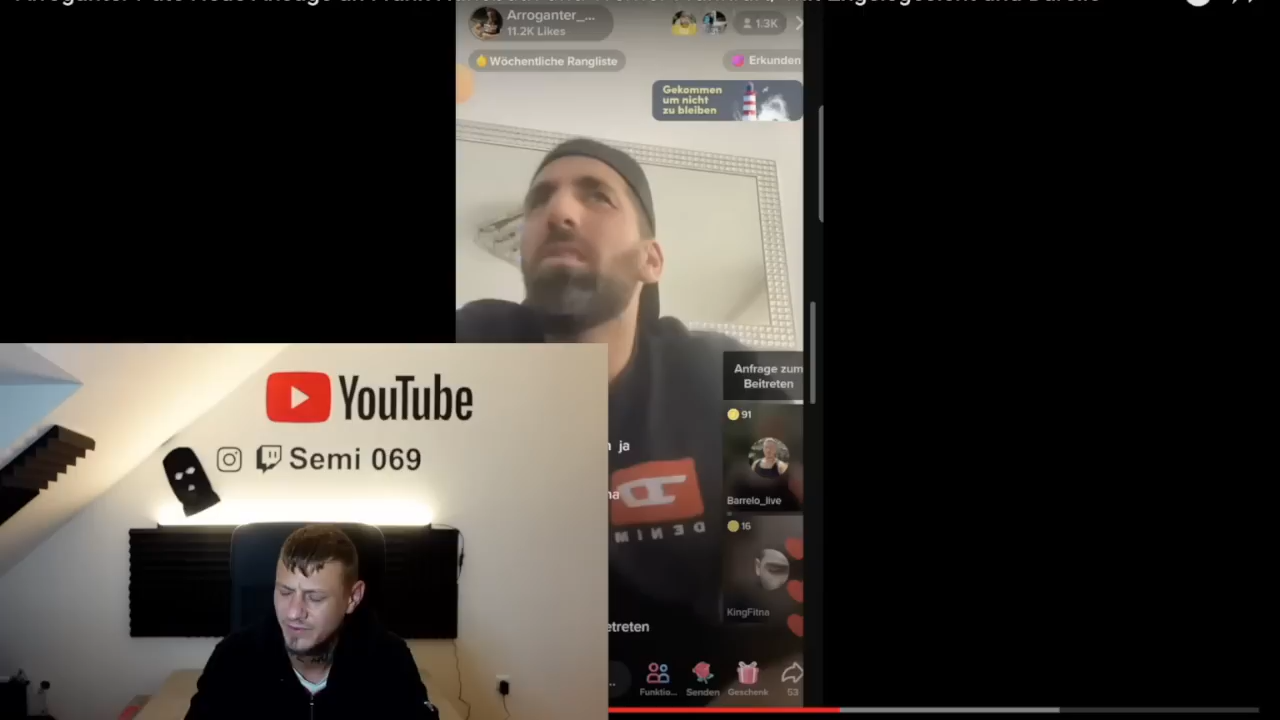 Arroganter_...
11.2K Likes
1.3K
Wöchentliche Rangliste
Erkunden
Gekommen
um nicht
zu bleiben
Anfrage zum
Beitreten
91
ja
Barrelo_live
DENIM
16
KingFitna
etreten
Funktio...
Senden
Geschenk
53
YouTube
Semi 069